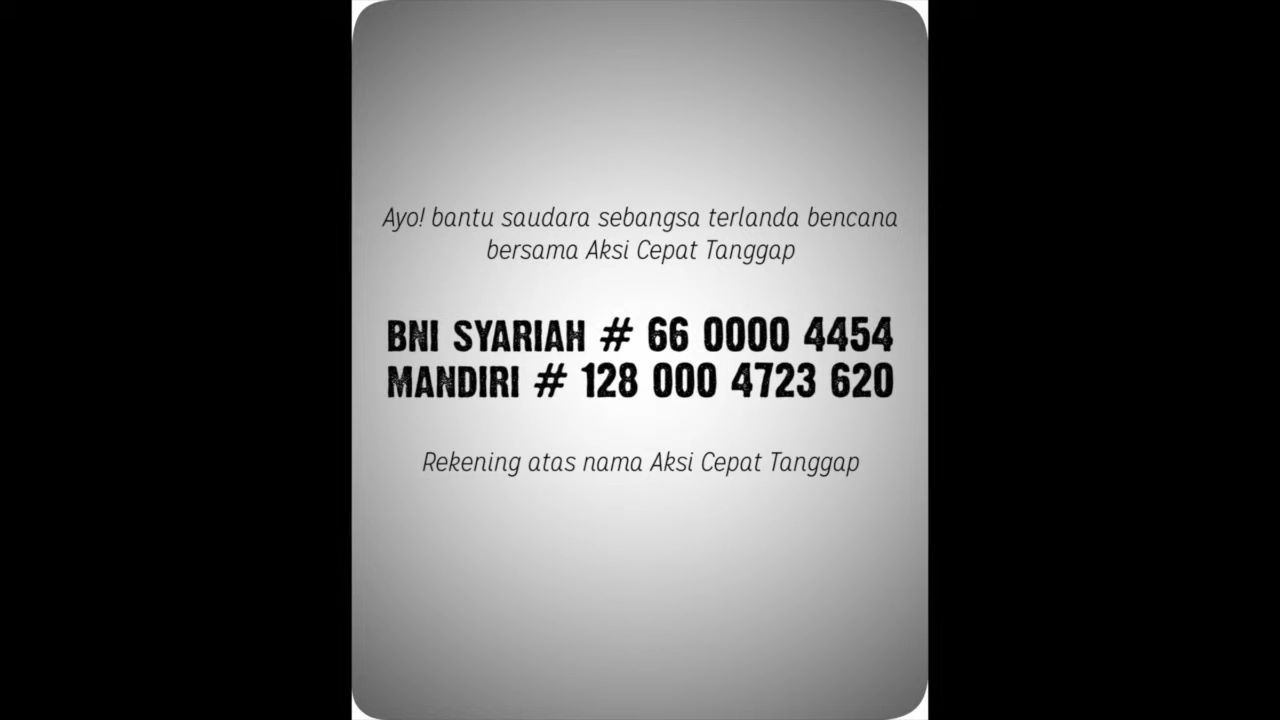 Ayo! bantu saudara sebangsa terlanda bencana
bersama Aksi Cepat Tanggap
BNI SYARIAH # 66 0000 4454
MANDIRI # 128 000 4723 620
Rekening atas nama Aksi Cepat Tanggap